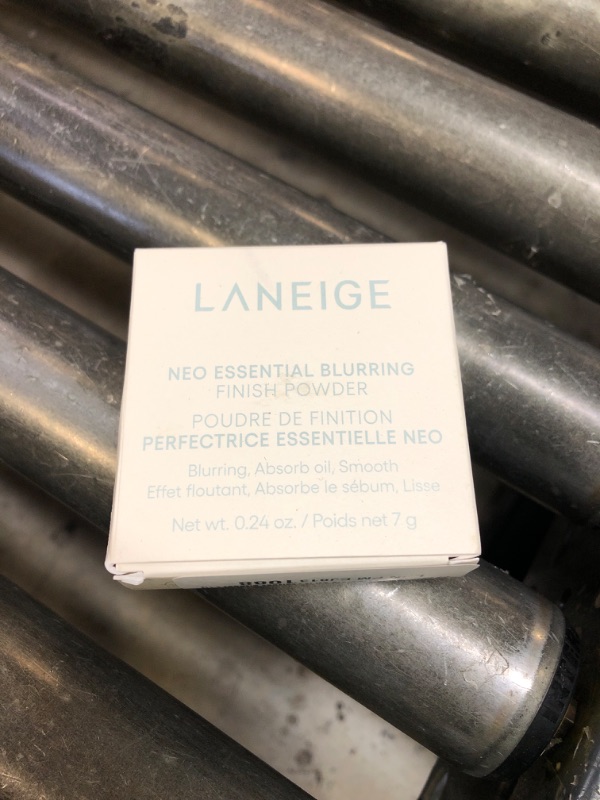 LANEIGE
NEO ESSENTIAL BLURRING
FINISH POWDER
POUDRE DE FINITION
PERFECTRICE ESSENTIELLE NEO
Blurring, Absorb oil, Smooth
Effet floutant, Absorbe le sébum, Lisse
Net wt. 0.24 oz. / Poids net 7 g